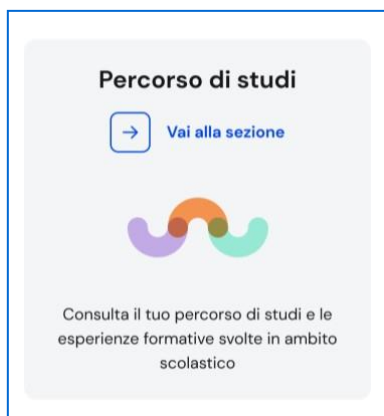 Percorso di studi
Vai alla sezione
Consulta il tuo percorso di studi e le
esperienze formative svolte in ambito
scolastico